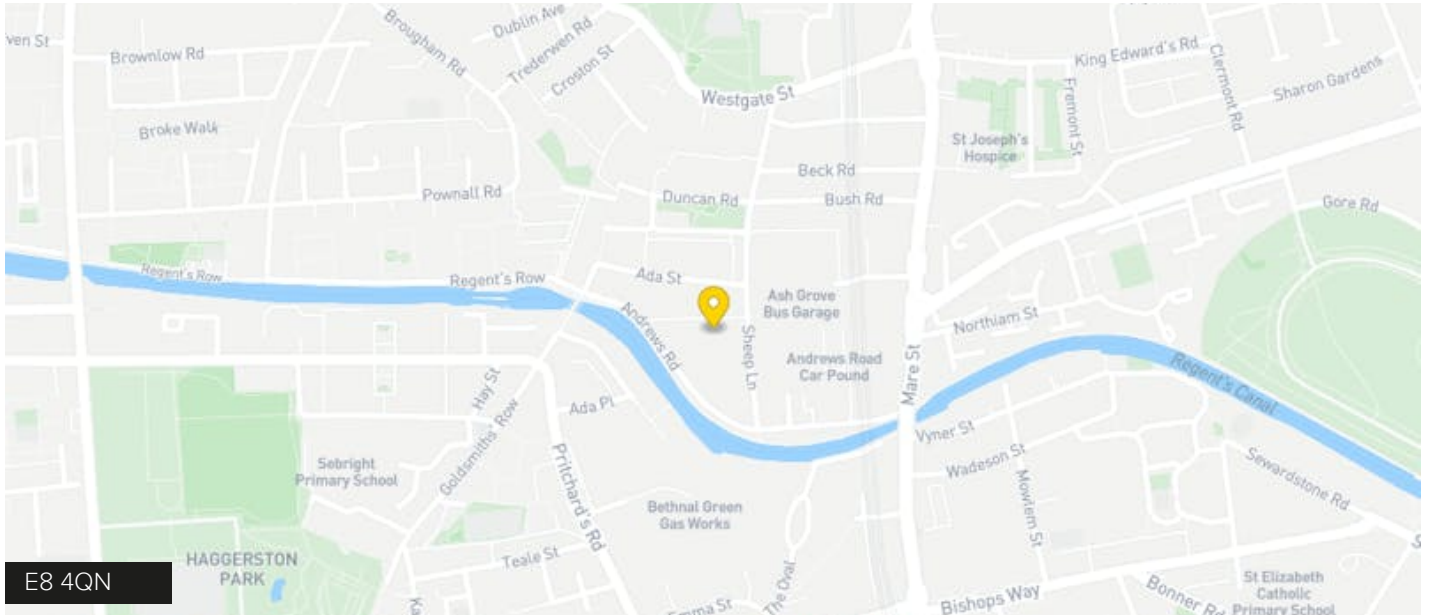 ven St
Brownlow Rd
Brougham Rd
Dublin Ave
Trederwen Rd
Croston St
Westgate St
King Edward's Rd
Clermont Rd
Sharon Gardens
Fremont St
Broke Walk
St Joseph's
Hospice
Beck Rd
Pownall Rd
Duncan Rd
Bush Rd
Gore Rd
Regent's Row
Regent's Row
Ada St
Ash Grove
Bus Garage
Andrews Rd
Sheep Ln
Northiam St
Andrews Road
Car Pound
Mare St
Regent's Canal
Hay St
Ada Pl
Goldsmiths' Row
Vyner St
Wadeson St
Sebright
Primary School
Pritchard's Rd
Mowlem St
Sewardstone Rd
Bethnal Green
Gas Works
Teale St
HAGGERSTON
PARK
The Oval
Emma St
Ka
Bishops Way
Bonner Rd
St Elizabeth
Catholic
Primary School
S
E8 4QN